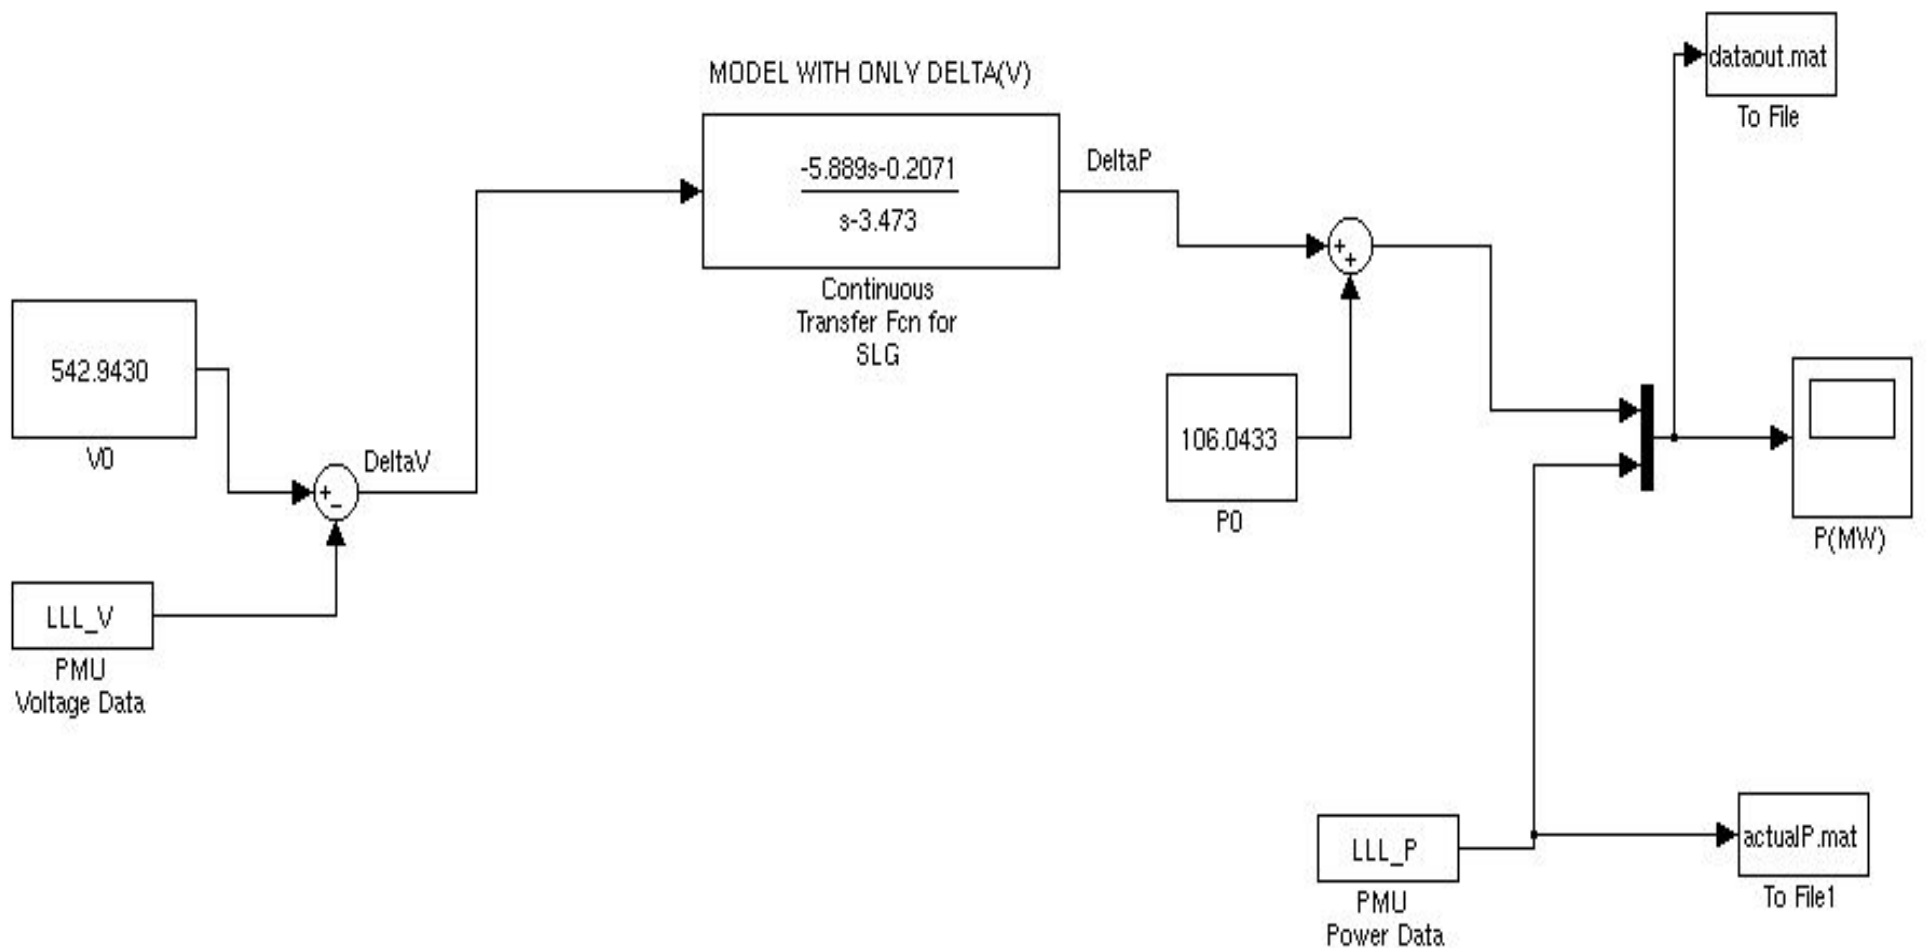 dataout.mat
To File
MODEL WITH ONLY DELTA(V)
-5.889s-0.2071
s-3.473
Continuous
Transfer Fcn for
SLG
DeltaP
+
+
542.9430
V0
DeltaV
+
-
LLL_V
PMU
Voltage Data
106.0433
P0
P(MW)
LLL_P
PMU
Power Data
actualP.mat
To File1